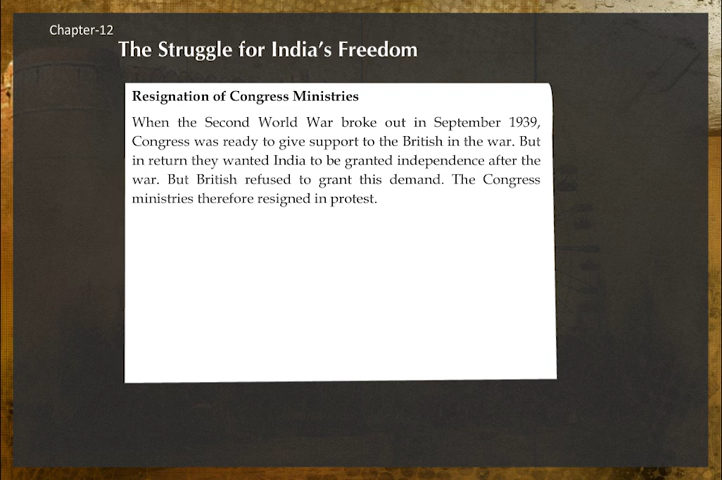 Chapter-12
The Struggle for India's Freedom
Resignation of Congress Ministries
When the Second World War broke out in September 1939,
Congress was ready to give support to the British in the war. But
in return they wanted India to be granted independence after the
war. But British refused to grant this demand. The Congress
ministries therefore resigned in protest.